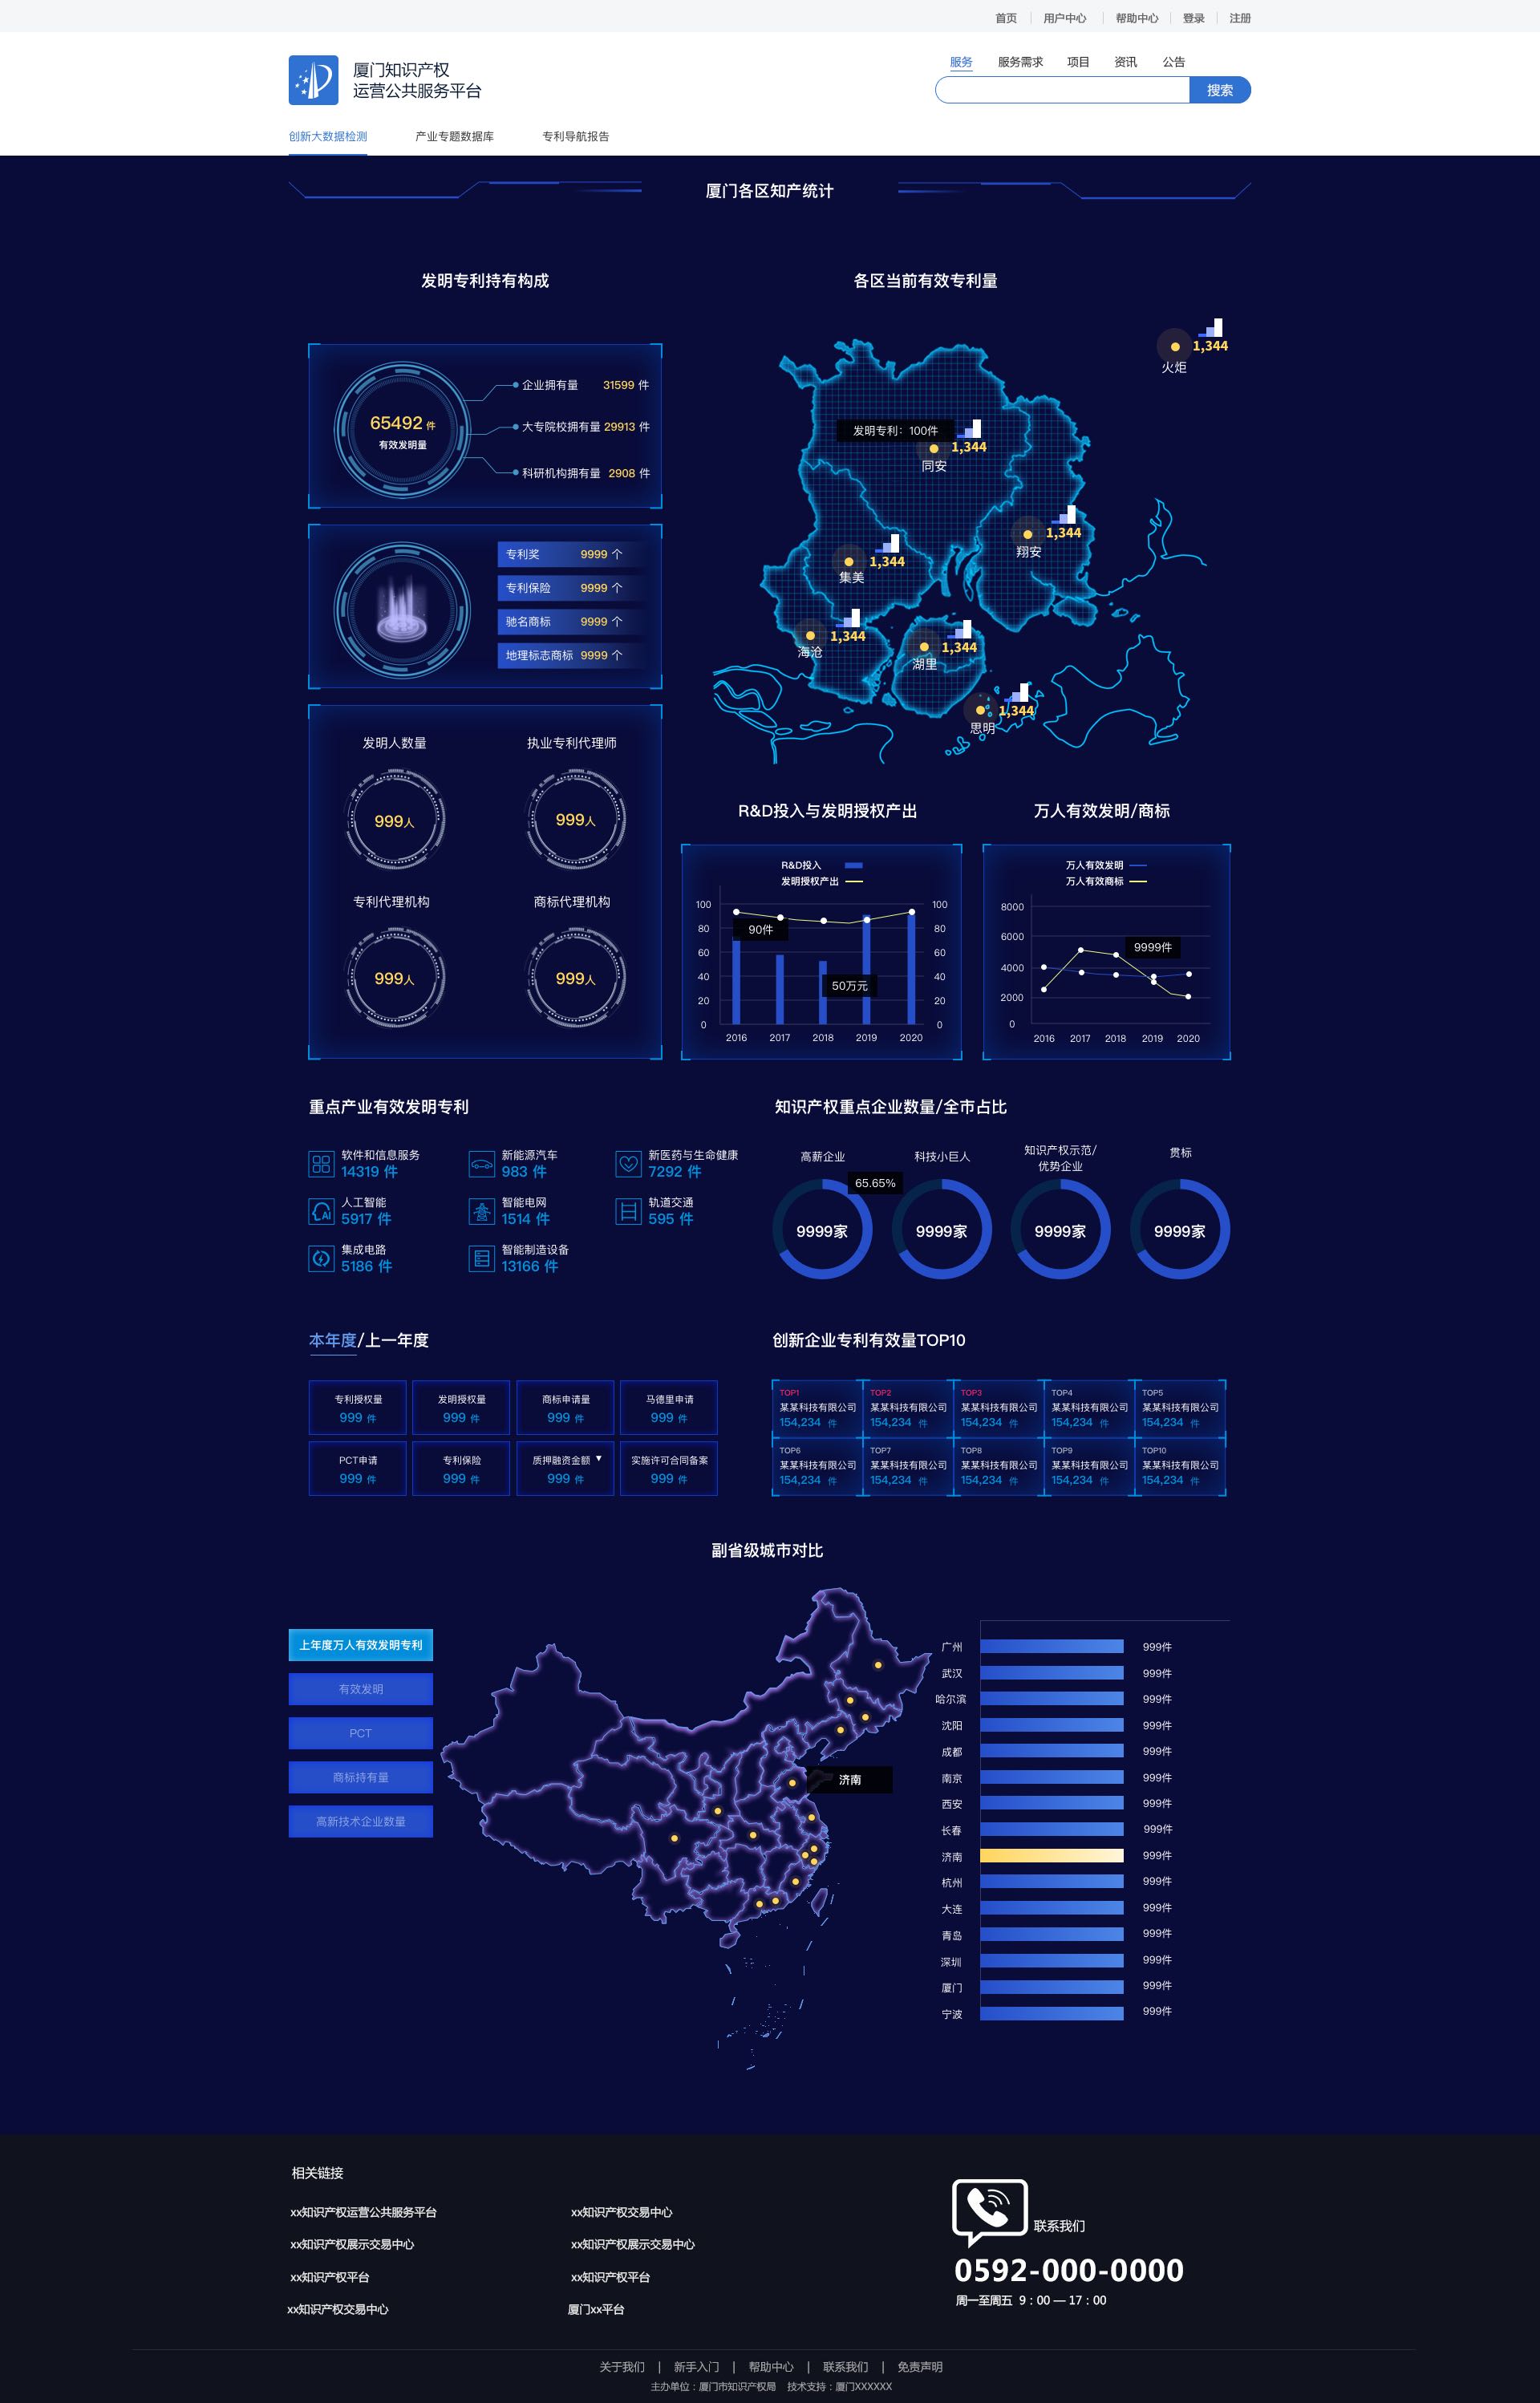 首页 用户中心 帮助中心 登录 注册
厦门知识产权
运营公共服务平台
服务 服务需求 项目 资讯 公告
搜索
创新大数据检测 产业专题数据库 专利导航报告
厦门各区知产统计
发明专利持有构成
65492 件
有效发明量
企业拥有量 31599 件
大专院校拥有量 29913 件
科研机构拥有量 2908 件
专利奖 9999 个
专利保险 9999 个
驰名商标 9999 个
地理标志商标 9999 个
发明人数量 执业专利代理师
999人 999人
专利代理机构 商标代理机构
999人 999人
各区当前有效专利量
1,344
火炬
发明专利：100件
1,344
同安
1,344
翔安
1,344
集美
1,344
海沧
1,344
湖里
1,344
思明
R&D投入与发明授权产出
R&D投入
发明授权产出
100 100
80 90件 80
60 60
40 50万元 40
20 20
0 0
2016 2017 2018 2019 2020
万人有效发明/商标
万人有效发明
万人有效商标
8000
6000
9999件
4000
2000
0
2016 2017 2018 2019 2020
重点产业有效发明专利
软件和信息服务 新能源汽车 新医药与生命健康
14319 件 983 件 7292 件
人工智能 智能电网 轨道交通
AI
5917 件 1514 件 595 件
集成电路 智能制造设备
5186 件 13166 件
知识产权重点企业数量/全市占比
高薪企业 科技小巨人 知识产权示范/ 贯标
优势企业
65.65%
9999家 9999家 9999家 9999家
本年度/上一年度
专利授权量 发明授权量 商标申请量 马德里申请
999 件 999 件 999 件 999 件
PCT申请 专利保险 质押融资金额 ▼ 实施许可合同备案
999 件 999 件 999 件 999 件
创新企业专利有效量TOP10
TOP1 TOP2 TOP3 TOP4 TOP5
某某科技有限公司 某某科技有限公司 某某科技有限公司 某某科技有限公司 某某科技有限公司
154,234 件 154,234 件 154,234 件 154,234 件 154,234 件
TOP6 TOP7 TOP8 TOP9 TOP10
某某科技有限公司 某某科技有限公司 某某科技有限公司 某某科技有限公司 某某科技有限公司
154,234 件 154,234 件 154,234 件 154,234 件 154,234 件
副省级城市对比
上年度万人有效发明专利
有效发明
PCT
商标持有量
高新技术企业数量
济南
广州 999件
武汉 999件
哈尔滨 999件
沈阳 999件
成都 999件
南京 999件
西安 999件
长春 999件
济南 999件
杭州 999件
大连 999件
青岛 999件
深圳 999件
厦门 999件
宁波 999件
相关链接
xx知识产权运营公共服务平台 xx知识产权交易中心
xx知识产权展示交易中心 xx知识产权展示交易中心
xx知识产权平台 xx知识产权平台
xx知识产权交易中心 厦门xx平台
联系我们
0592-000-0000
周一至周五 9：00 — 17：00
关于我们 | 新手入门 | 帮助中心 | 联系我们 | 免责声明
主办单位：厦门市知识产权局 技术支持：厦门XXXXXX